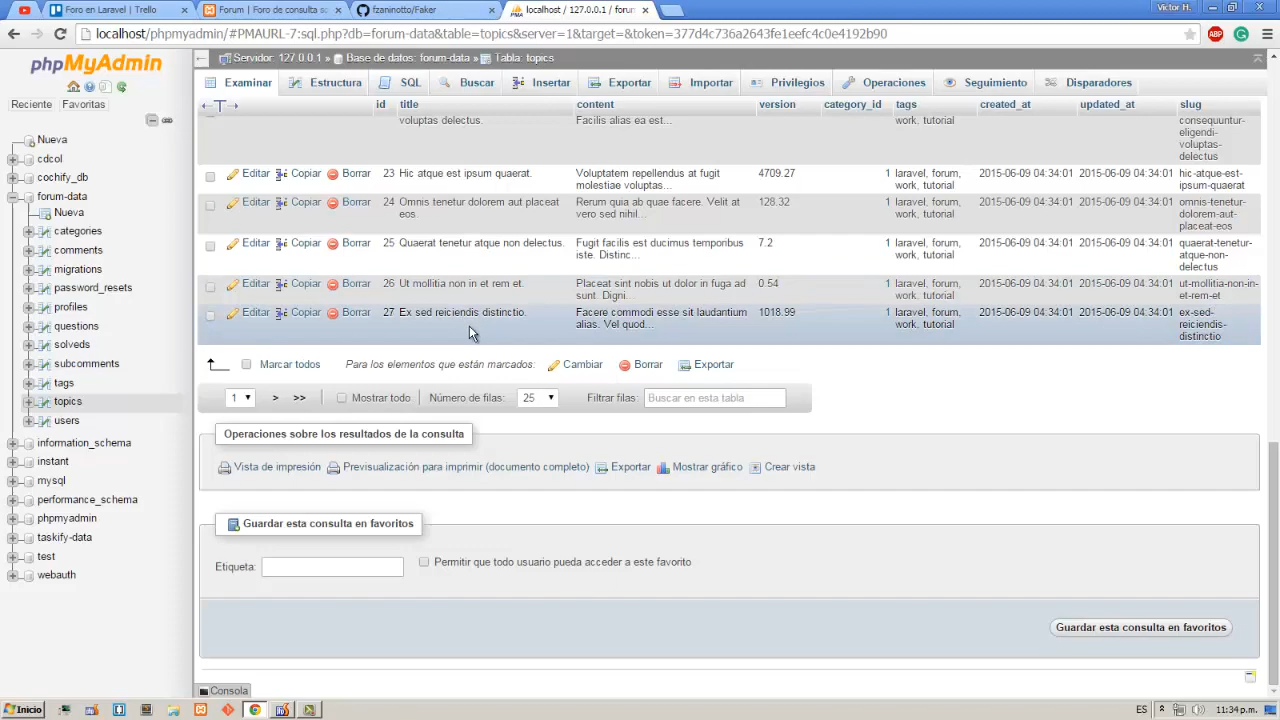 Foro en Laravel | Trello × Forum | Foro de consulta s × fzaninotto/Faker × localhost / 127.0.0.1 / forum × Victor H.
localhost/phpmyadmin/#PMAURL-7:sql.php?db=forum-data&table=topics&server=1&target=&token=377d4c736a2643fe1eefc4c0e4192b90
phpMyAdmin
Reciente Favoritas
Nueva
cdcol
cochify_db
forum-data
Nueva
categories
comments
migrations
password_resets
profiles
questions
solveds
subcomments
tags
topics
users
information_schema
instant
mysql
performance_schema
phpmyadmin
taskify-data
test
webauth
Servidor: 127.0.0.1 » Base de datos: forum-data » Tabla: topics
Examinar Estructura SQL Buscar Insertar Exportar Importar Privilegios Operaciones Seguimiento Disparadores
id title content version category_id tags created_at updated_at slug
voluptas delectus. Facilis alias ea est... work, tutorial consequuntur-
eligendi-
voluptas-
delectus
Editar Copiar Borrar 23 Hic atque est ipsum quaerat. Voluptatem repellendus at fugit 4709.27 1 laravel, forum, 2015-06-09 04:34:01 2015-06-09 04:34:01 hic-atque-est-
molestiae voluptas... work, tutorial ipsum-quaerat
Editar Copiar Borrar 24 Omnis tenetur dolorem aut placeat Rerum quia ab quae facere. Velit at 128.32 1 laravel, forum, 2015-06-09 04:34:01 2015-06-09 04:34:01 omnis-tenetur-
eos. vero sed nihil... work, tutorial dolorem-aut-
placeat-eos
Editar Copiar Borrar 25 Quaerat tenetur atque non delectus. Fugit facilis est ducimus temporibus 7.2 1 laravel, forum, 2015-06-09 04:34:01 2015-06-09 04:34:01 quaerat-tenetur-
iste. Distinc... work, tutorial atque-non-
delectus
Editar Copiar Borrar 26 Ut mollitia non in et rem et. Placeat sint nobis ut dolor in fuga ad 0.54 1 laravel, forum, 2015-06-09 04:34:01 2015-06-09 04:34:01 ut-mollitia-non-in-
sunt. Digni... work, tutorial et-rem-et
Editar Copiar Borrar 27 Ex sed reiciendis distinctio. Facere commodi esse sit laudantium 1018.99 1 laravel, forum, 2015-06-09 04:34:01 2015-06-09 04:34:01 ex-sed-
alias. Vel quod... work, tutorial reiciendis-
distinctio
Marcar todos Para los elementos que están marcados: Cambiar Borrar Exportar
1 > >> Mostrar todo Número de filas: 25 Filtrar filas: Buscar en esta tabla
Operaciones sobre los resultados de la consulta
Vista de impresión Previsualización para imprimir (documento completo) Exportar Mostrar gráfico Crear vista
Guardar esta consulta en favoritos
Etiqueta: Permitir que todo usuario pueda acceder a este favorito
Guardar esta consulta en favoritos
Consola
Inicio ES 11:34 p.m.